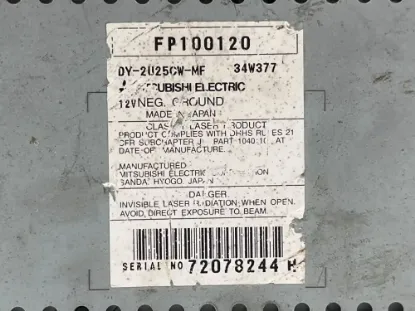 FP100120
DY-2U25GW-MF 34W377
MITSUBISHI ELECTRIC
12V NEG. GROUND
MADE IN JAPAN
CLASS LASER PRODUCT
PRODUCT COMPLIES WITH DHHS RULES 21
CFR SUBCHAPTER J PART 1040.10 AT
DATE OF MANUFACTURE.
MANUFACTURED
MITSUBISHI ELECTRIC CORPORATION
SANDA, HYOGO, JAPAN
DANGER
INVISIBLE LASER RADIATION WHEN OPEN.
AVOID DIRECT EXPOSURE TO BEAM.
SERIAL NO 72078244 H